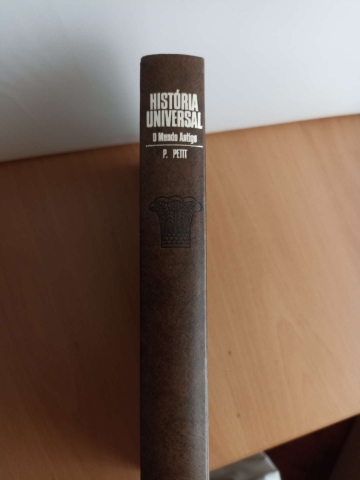 HISTÓRIA
UNIVERSAL
O Mundo Antigo
P. PETIT